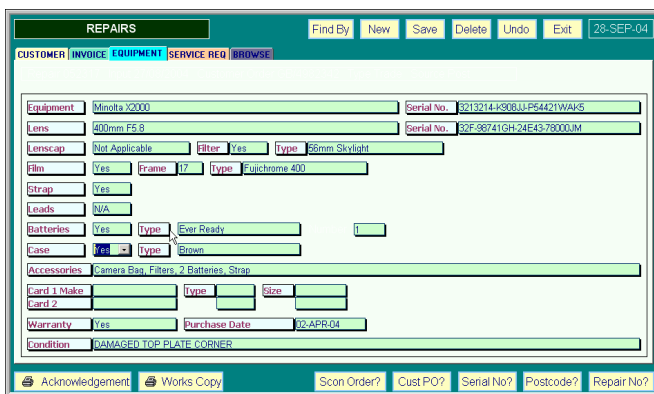 REPAIRS Find By New Save Delete Undo Exit 28-SEP-04
CUSTOMER INVOICE EQUIPMENT SERVICE REQ BROWSE
Equipment Minolta X2000 Serial No. 3213214-K908JJ-P54421WAK5
Lens 400mm F5.8 Serial No. 32F-98741GH-24E43-78000JM
Lenscap Not Applicable Filter Yes Type 56mm Skylight
Film Yes Frame 17 Type Fujichrome 400
Strap Yes
Leads N/A
Batteries Yes Type Ever Ready 1
Case Yes Type Brown
Accessories Camera Bag, Filters, 2 Batteries, Strap
Card 1 Make Type Size
Card 2
Warranty Yes Purchase Date 02-APR-04
Condition DAMAGED TOP PLATE CORNER
Acknowledgement Works Copy Scon Order? Cust PO? Serial No? Postcode? Repair No?